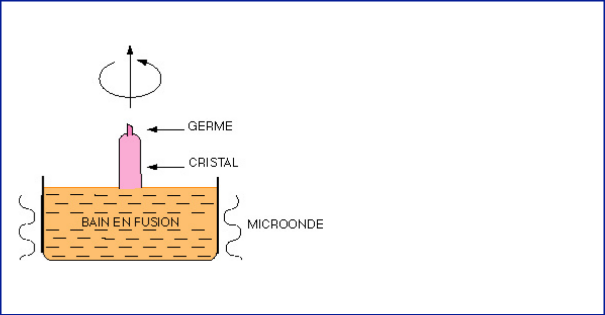 GERME
CRISTAL
BAIN EN FUSION
MICROONDE